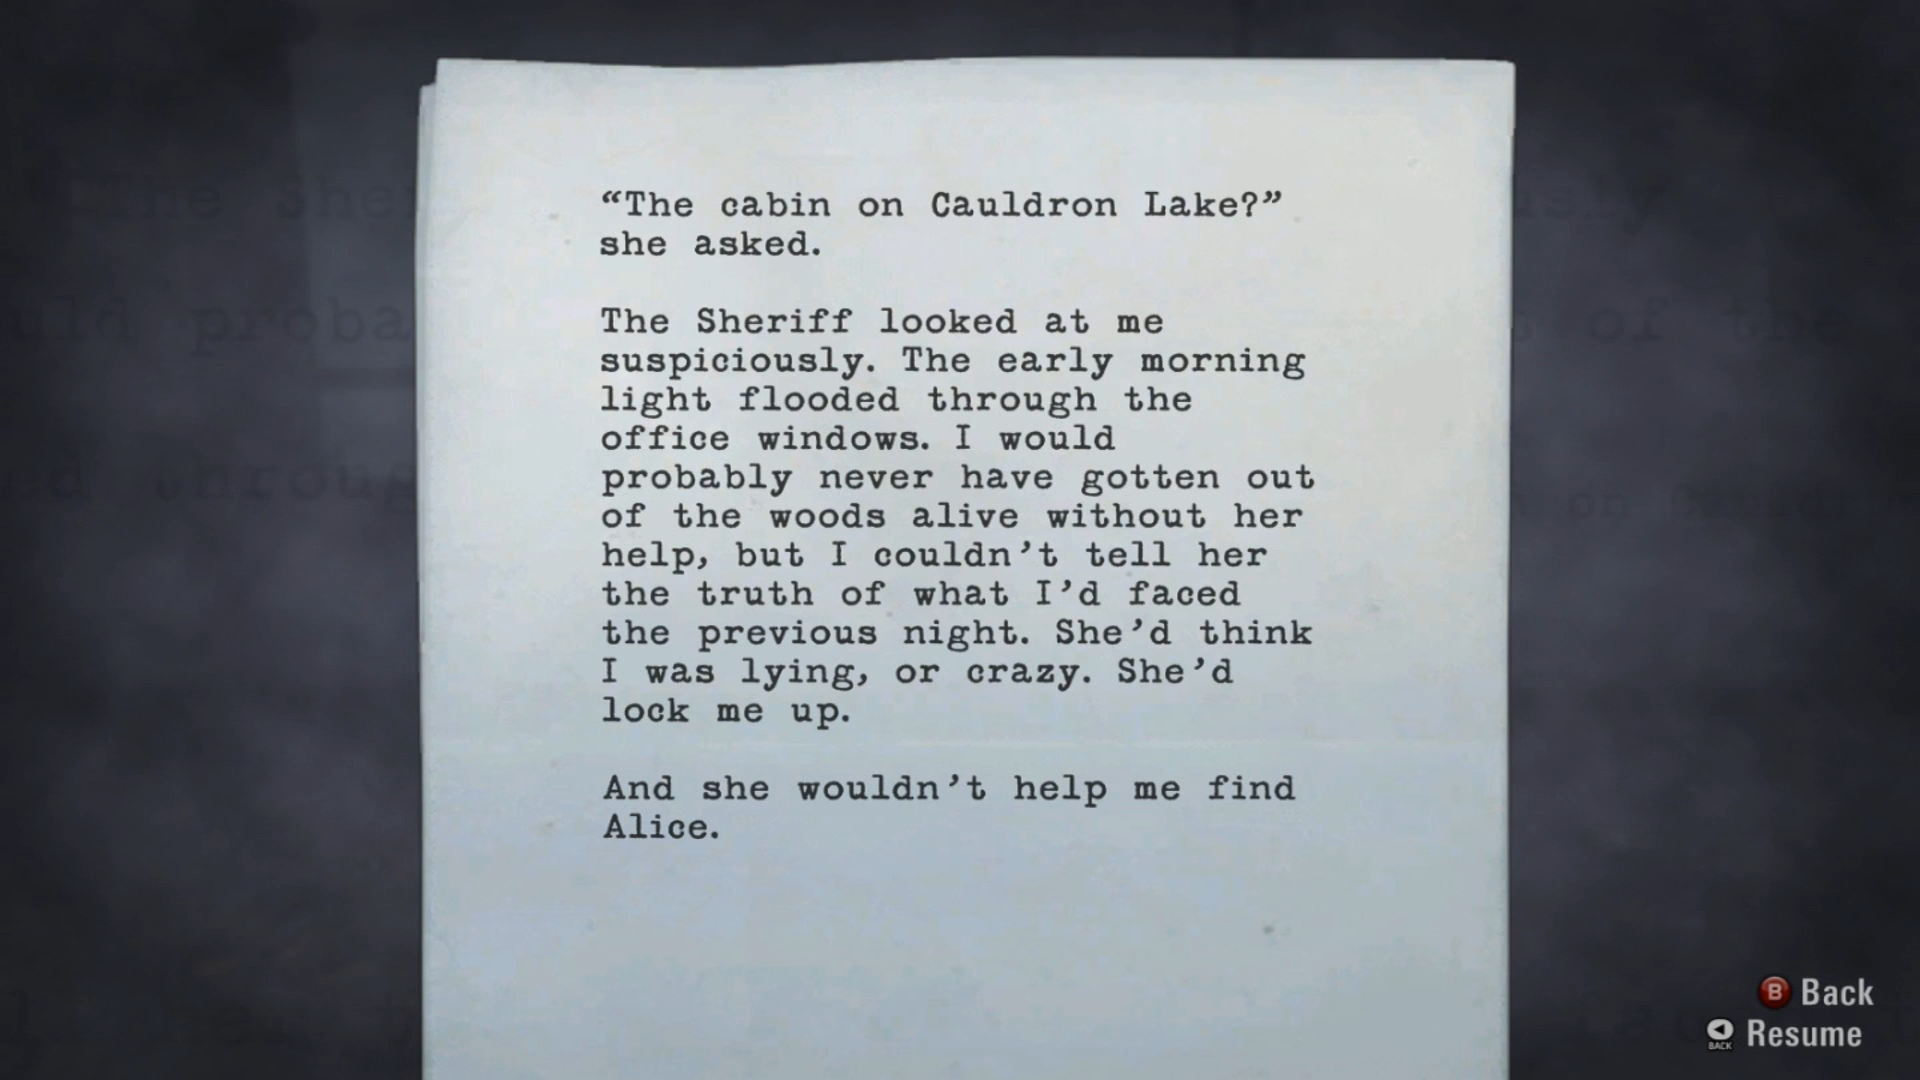 “The cabin on Cauldron Lake?”
she asked.
The Sheriff looked at me
suspiciously. The early morning
light flooded through the
office windows. I would
probably never have gotten out
of the woods alive without her
help, but I couldn’t tell her
the truth of what I’d faced
the previous night. She’d think
I was lying, or crazy. She’d
lock me up.
And she wouldn’t help me find
Alice.
B Back
BACK Resume